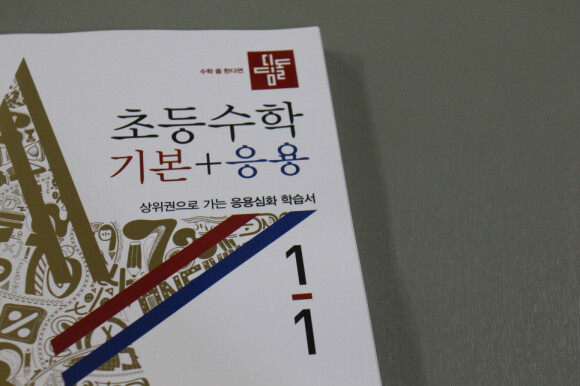 수학 좀 한다면
디딤돌
초등수학
기본+응용
상위권으로 가는 응용심화 학습서
1
1